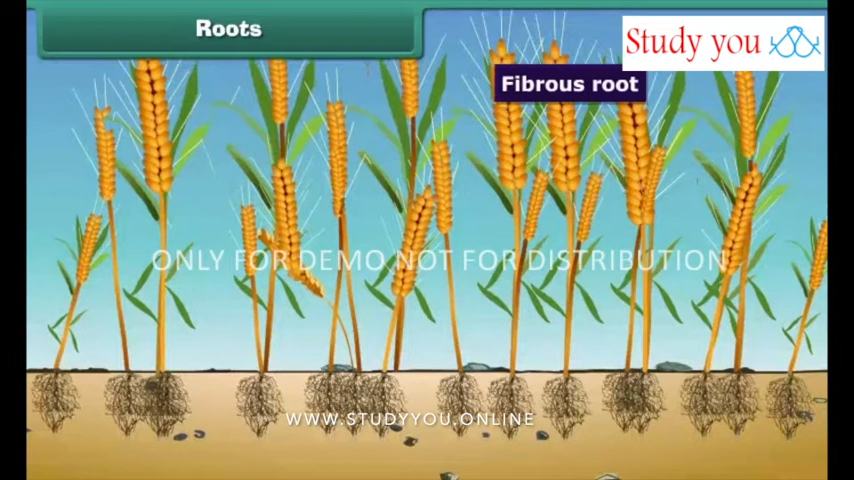 Roots
Study you
Fibrous root
ONLY FOR DEMO NOT FOR DISTRIBUTION
WWW.STUDYYOU.ONLINE